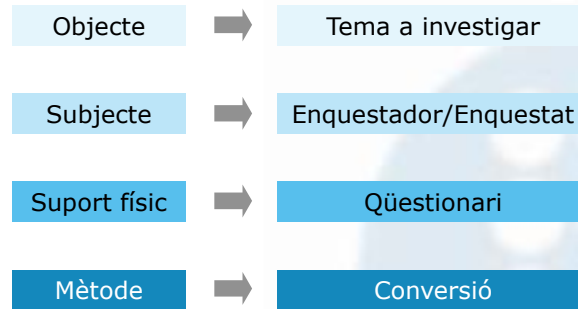 Objecte Tema a investigar
Subjecte Enquestador/Enquestat
Suport físic Qüestionari
Mètode Conversió